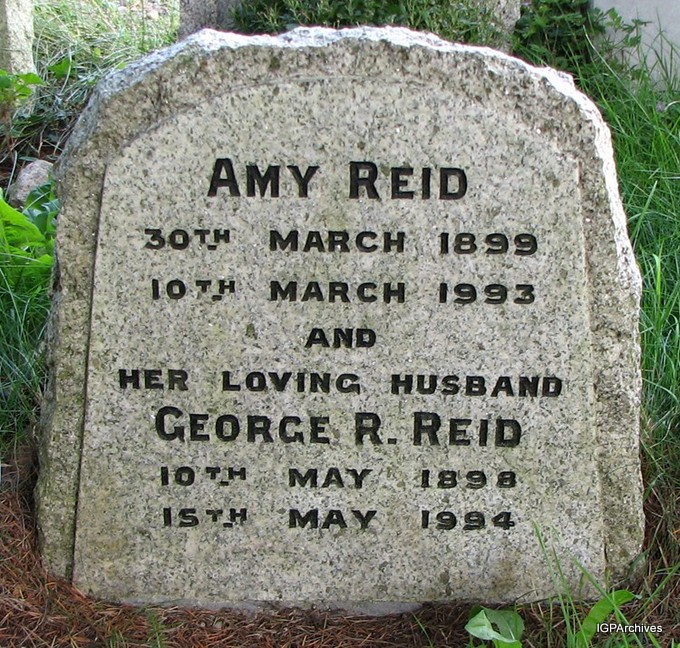 AMY REID
30TH MARCH 1899
10TH MARCH 1993
AND
HER LOVING HUSBAND
GEORGE R. REID
10TH MAY 1898
15TH MAY 1994
IGPArchives